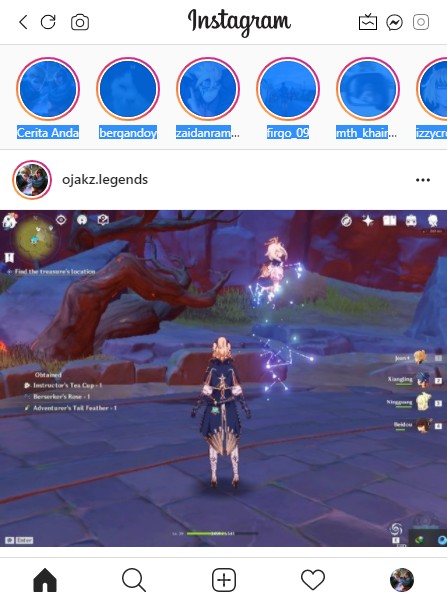 Instagram
Cerita Anda
bergandoy
zaidanram...
firqo_09
mth_khair...
izzycr
ojakz.legends
Find the treasure's location
Obtained
Instructor's Tea Cup - 1
Berserker's Rose - 1
Adventurer's Tail Feather - 1
Jean
Xiangling
Ningguang
Beidou
Enter